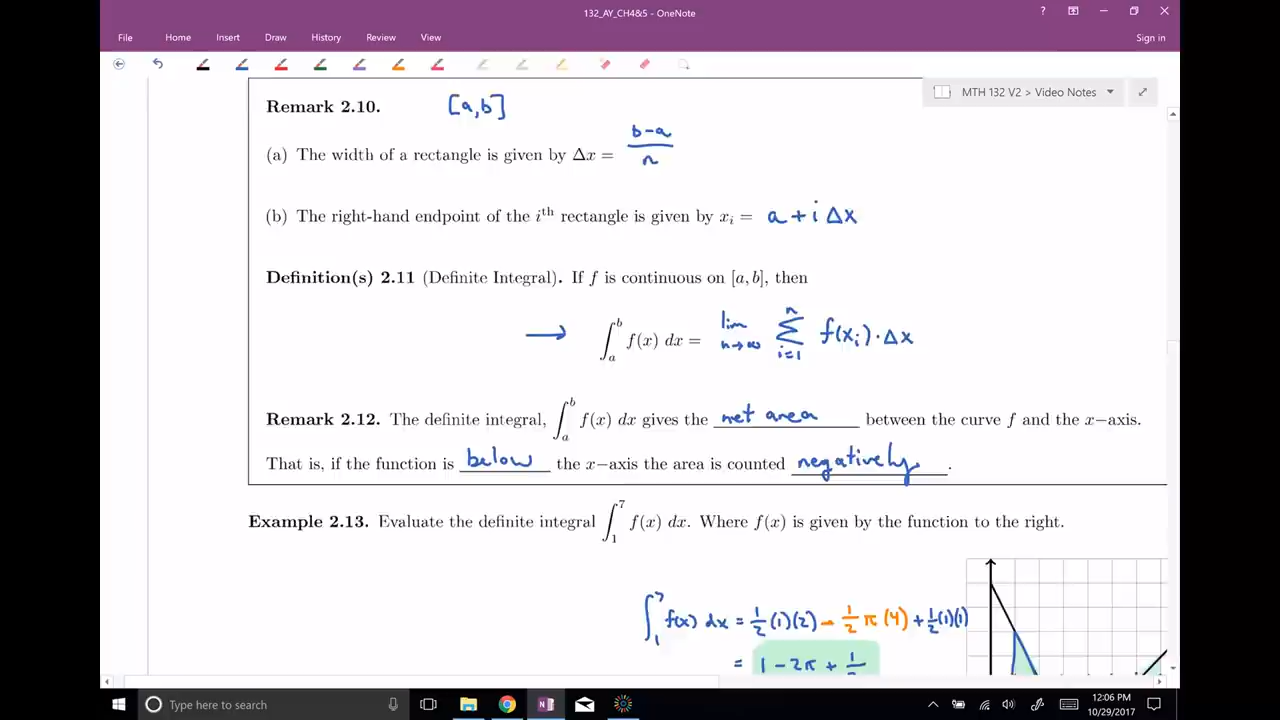 132_AY_CH4&5 - OneNote
?
File Home Insert Draw History Review View Sign in
MTH 132 V2 > Video Notes
Remark 2.10. [a,b]
(a) The width of a rectangle is given by Δx = b-a / n
(b) The right-hand endpoint of the i^th rectangle is given by x_i = a + i Δx
Definition(s) 2.11 (Definite Integral). If f is continuous on [a, b], then
→ ∫_a^b f(x) dx = lim_{n→∞} Σ_{i=1}^n f(x_i)·Δx
Remark 2.12. The definite integral, ∫_a^b f(x) dx gives the net area between the curve f and the x−axis.
That is, if the function is below the x−axis the area is counted negatively.
Example 2.13. Evaluate the definite integral ∫_1^7 f(x) dx. Where f(x) is given by the function to the right.
∫_1^7 f(x) dx = 1/2 (1)(2) - 1/2 π(4) + 1/2 (1)(1)
= 1 - 2π + 1/2
Type here to search
12:06 PM
10/29/2017